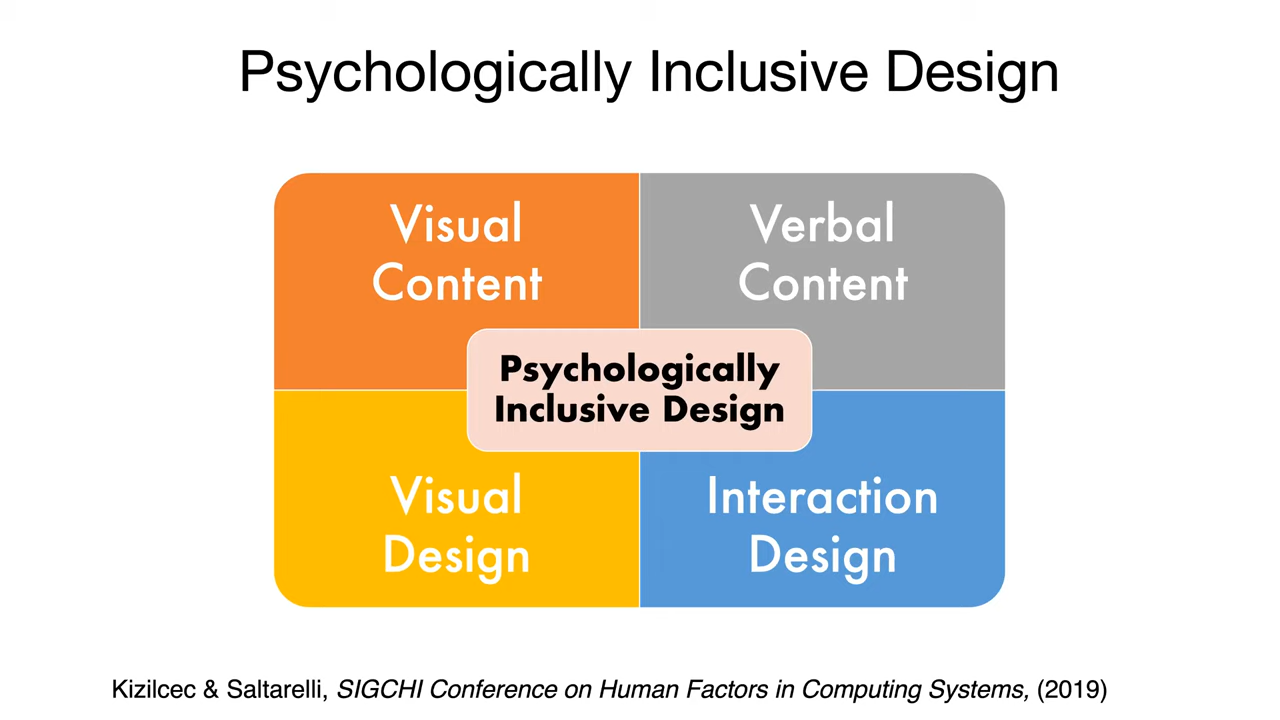 Psychologically Inclusive Design
Visual
Content
Verbal
Content
Psychologically
Inclusive Design
Visual
Design
Interaction
Design
Kizilcec & Saltarelli, SIGCHI Conference on Human Factors in Computing Systems, (2019)